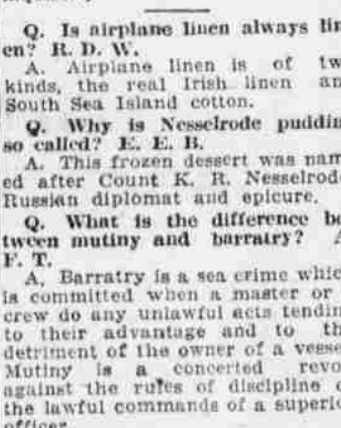 Q. Is airplane linen always lin
en? R. D. W.
A. Airplane linen is of tw
kinds, the real Irish linen an
South Sea Island cotton.
Q. Why is Nesselrode puddin
so called? E. E. B.
A. This frozen dessert was nam
ed after Count K. R. Nesselrod
Russian diplomat and epicure.
Q. What is the difference be
tween mutiny and barratry? A
F. T.
A. Barratry is a sea crime whic
is committed when a master or
crew do any unlawful acts tendin
to their advantage and to th
detriment of the owner of a vesse
Mutiny is a concerted revo
against the rules of discipline o
the lawful commands of a superio
officer